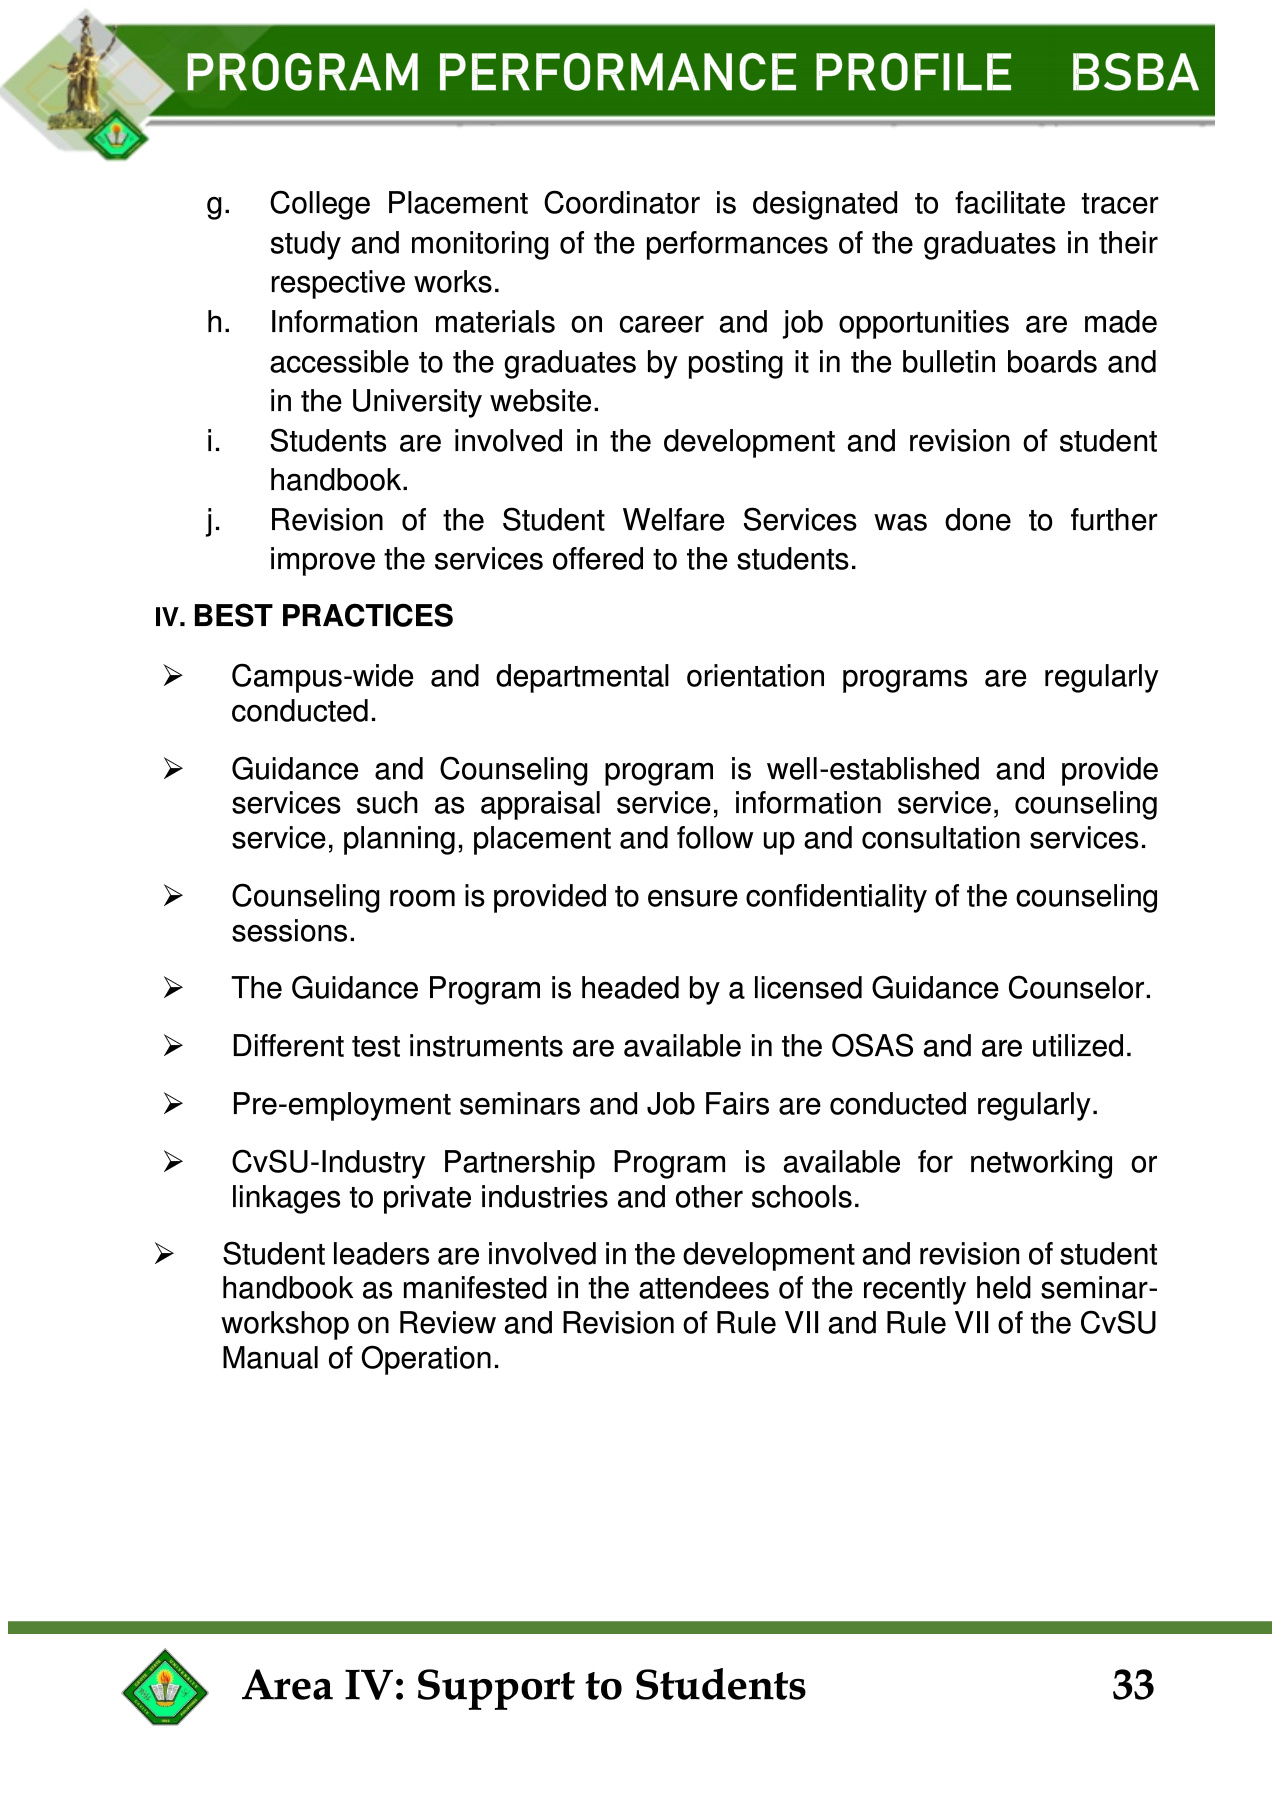 PROGRAM PERFORMANCE PROFILE BSBA
g. College Placement Coordinator is designated to facilitate tracer
study and monitoring of the performances of the graduates in their
respective works.
h. Information materials on career and job opportunities are made
accessible to the graduates by posting it in the bulletin boards and
in the University website.
i. Students are involved in the development and revision of student
handbook.
j. Revision of the Student Welfare Services was done to further
improve the services offered to the students.
IV. BEST PRACTICES
➢ Campus-wide and departmental orientation programs are regularly
conducted.
➢ Guidance and Counseling program is well-established and provide
services such as appraisal service, information service, counseling
service, planning, placement and follow up and consultation services.
➢ Counseling room is provided to ensure confidentiality of the counseling
sessions.
➢ The Guidance Program is headed by a licensed Guidance Counselor.
➢ Different test instruments are available in the OSAS and are utilized.
➢ Pre-employment seminars and Job Fairs are conducted regularly.
➢ CvSU-Industry Partnership Program is available for networking or
linkages to private industries and other schools.
➢ Student leaders are involved in the development and revision of student
handbook as manifested in the attendees of the recently held seminar-
workshop on Review and Revision of Rule VII and Rule VII of the CvSU
Manual of Operation.
Area IV: Support to Students 33